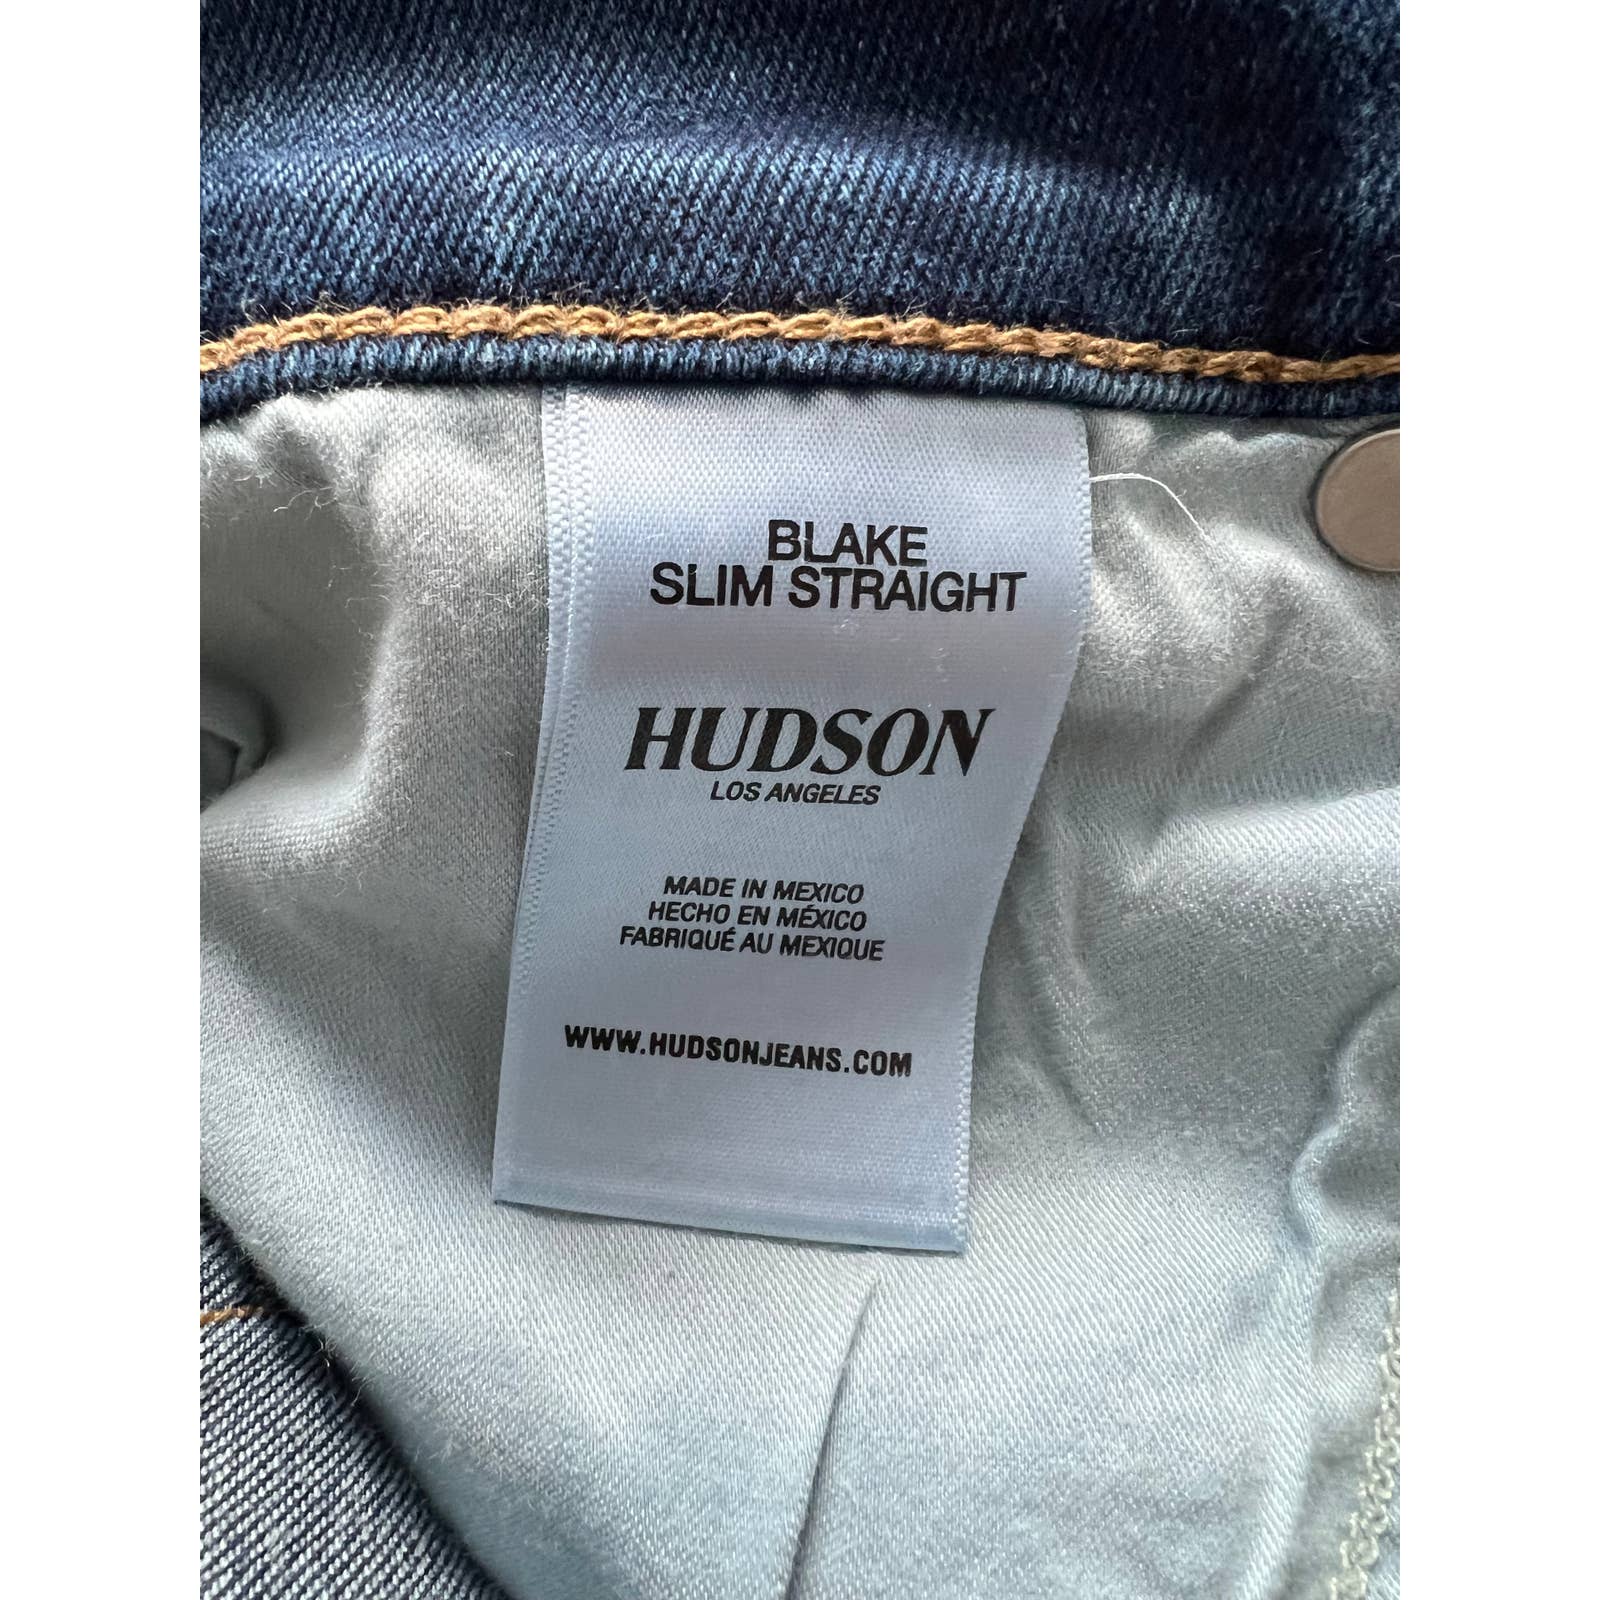 BLAKE
SLIM STRAIGHT
HUDSON
LOS ANGELES
MADE IN MEXICO
HECHO EN MÉXICO
FABRIQUÉ AU MEXIQUE
WWW.HUDSONJEANS.COM